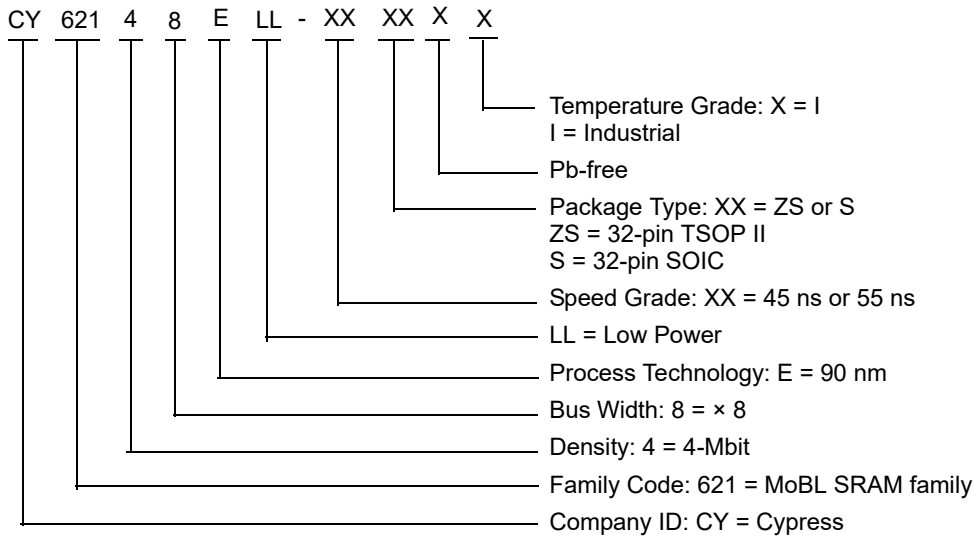 CY 621 4 8 E LL - XX XX X X
Temperature Grade: X = I
I = Industrial
Pb-free
Package Type: XX = ZS or S
ZS = 32-pin TSOP II
S = 32-pin SOIC
Speed Grade: XX = 45 ns or 55 ns
LL = Low Power
Process Technology: E = 90 nm
Bus Width: 8 = × 8
Density: 4 = 4-Mbit
Family Code: 621 = MoBL SRAM family
Company ID: CY = Cypress